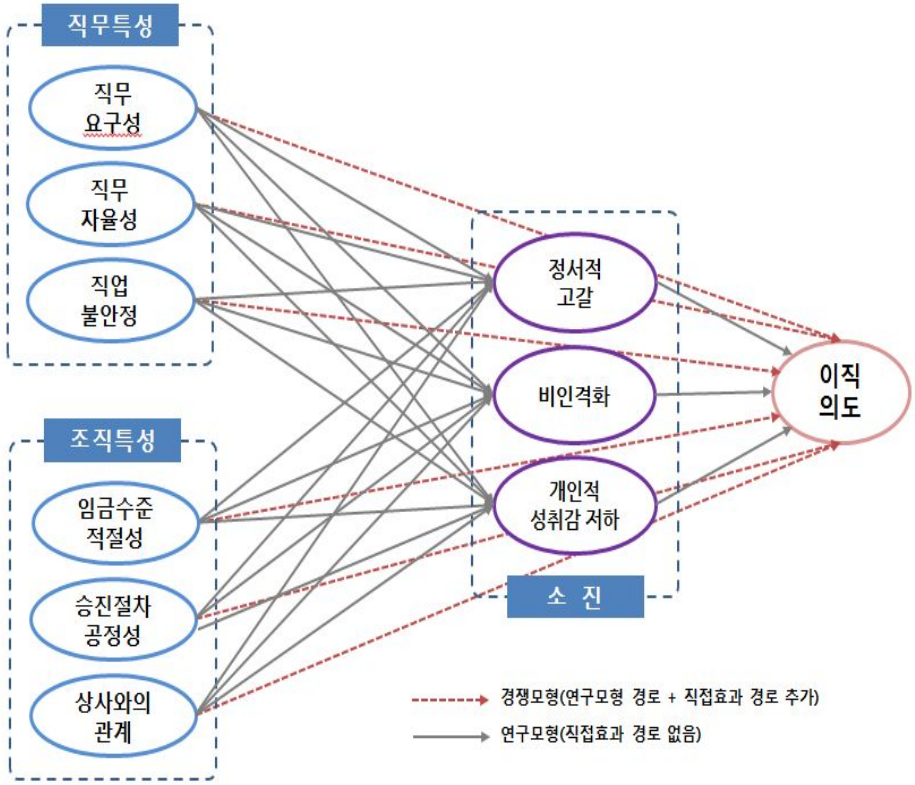 직무특성
직무
요구성
직무
자율성
직업
불안정
조직특성
임금수준
적절성
승진절차
공정성
상사와의
관계
정서적
고갈
비인격화
개인적
성취감 저하
소 진
이직
의도
경쟁모형(연구모형 경로 + 직접효과 경로 추가)
연구모형(직접효과 경로 없음)